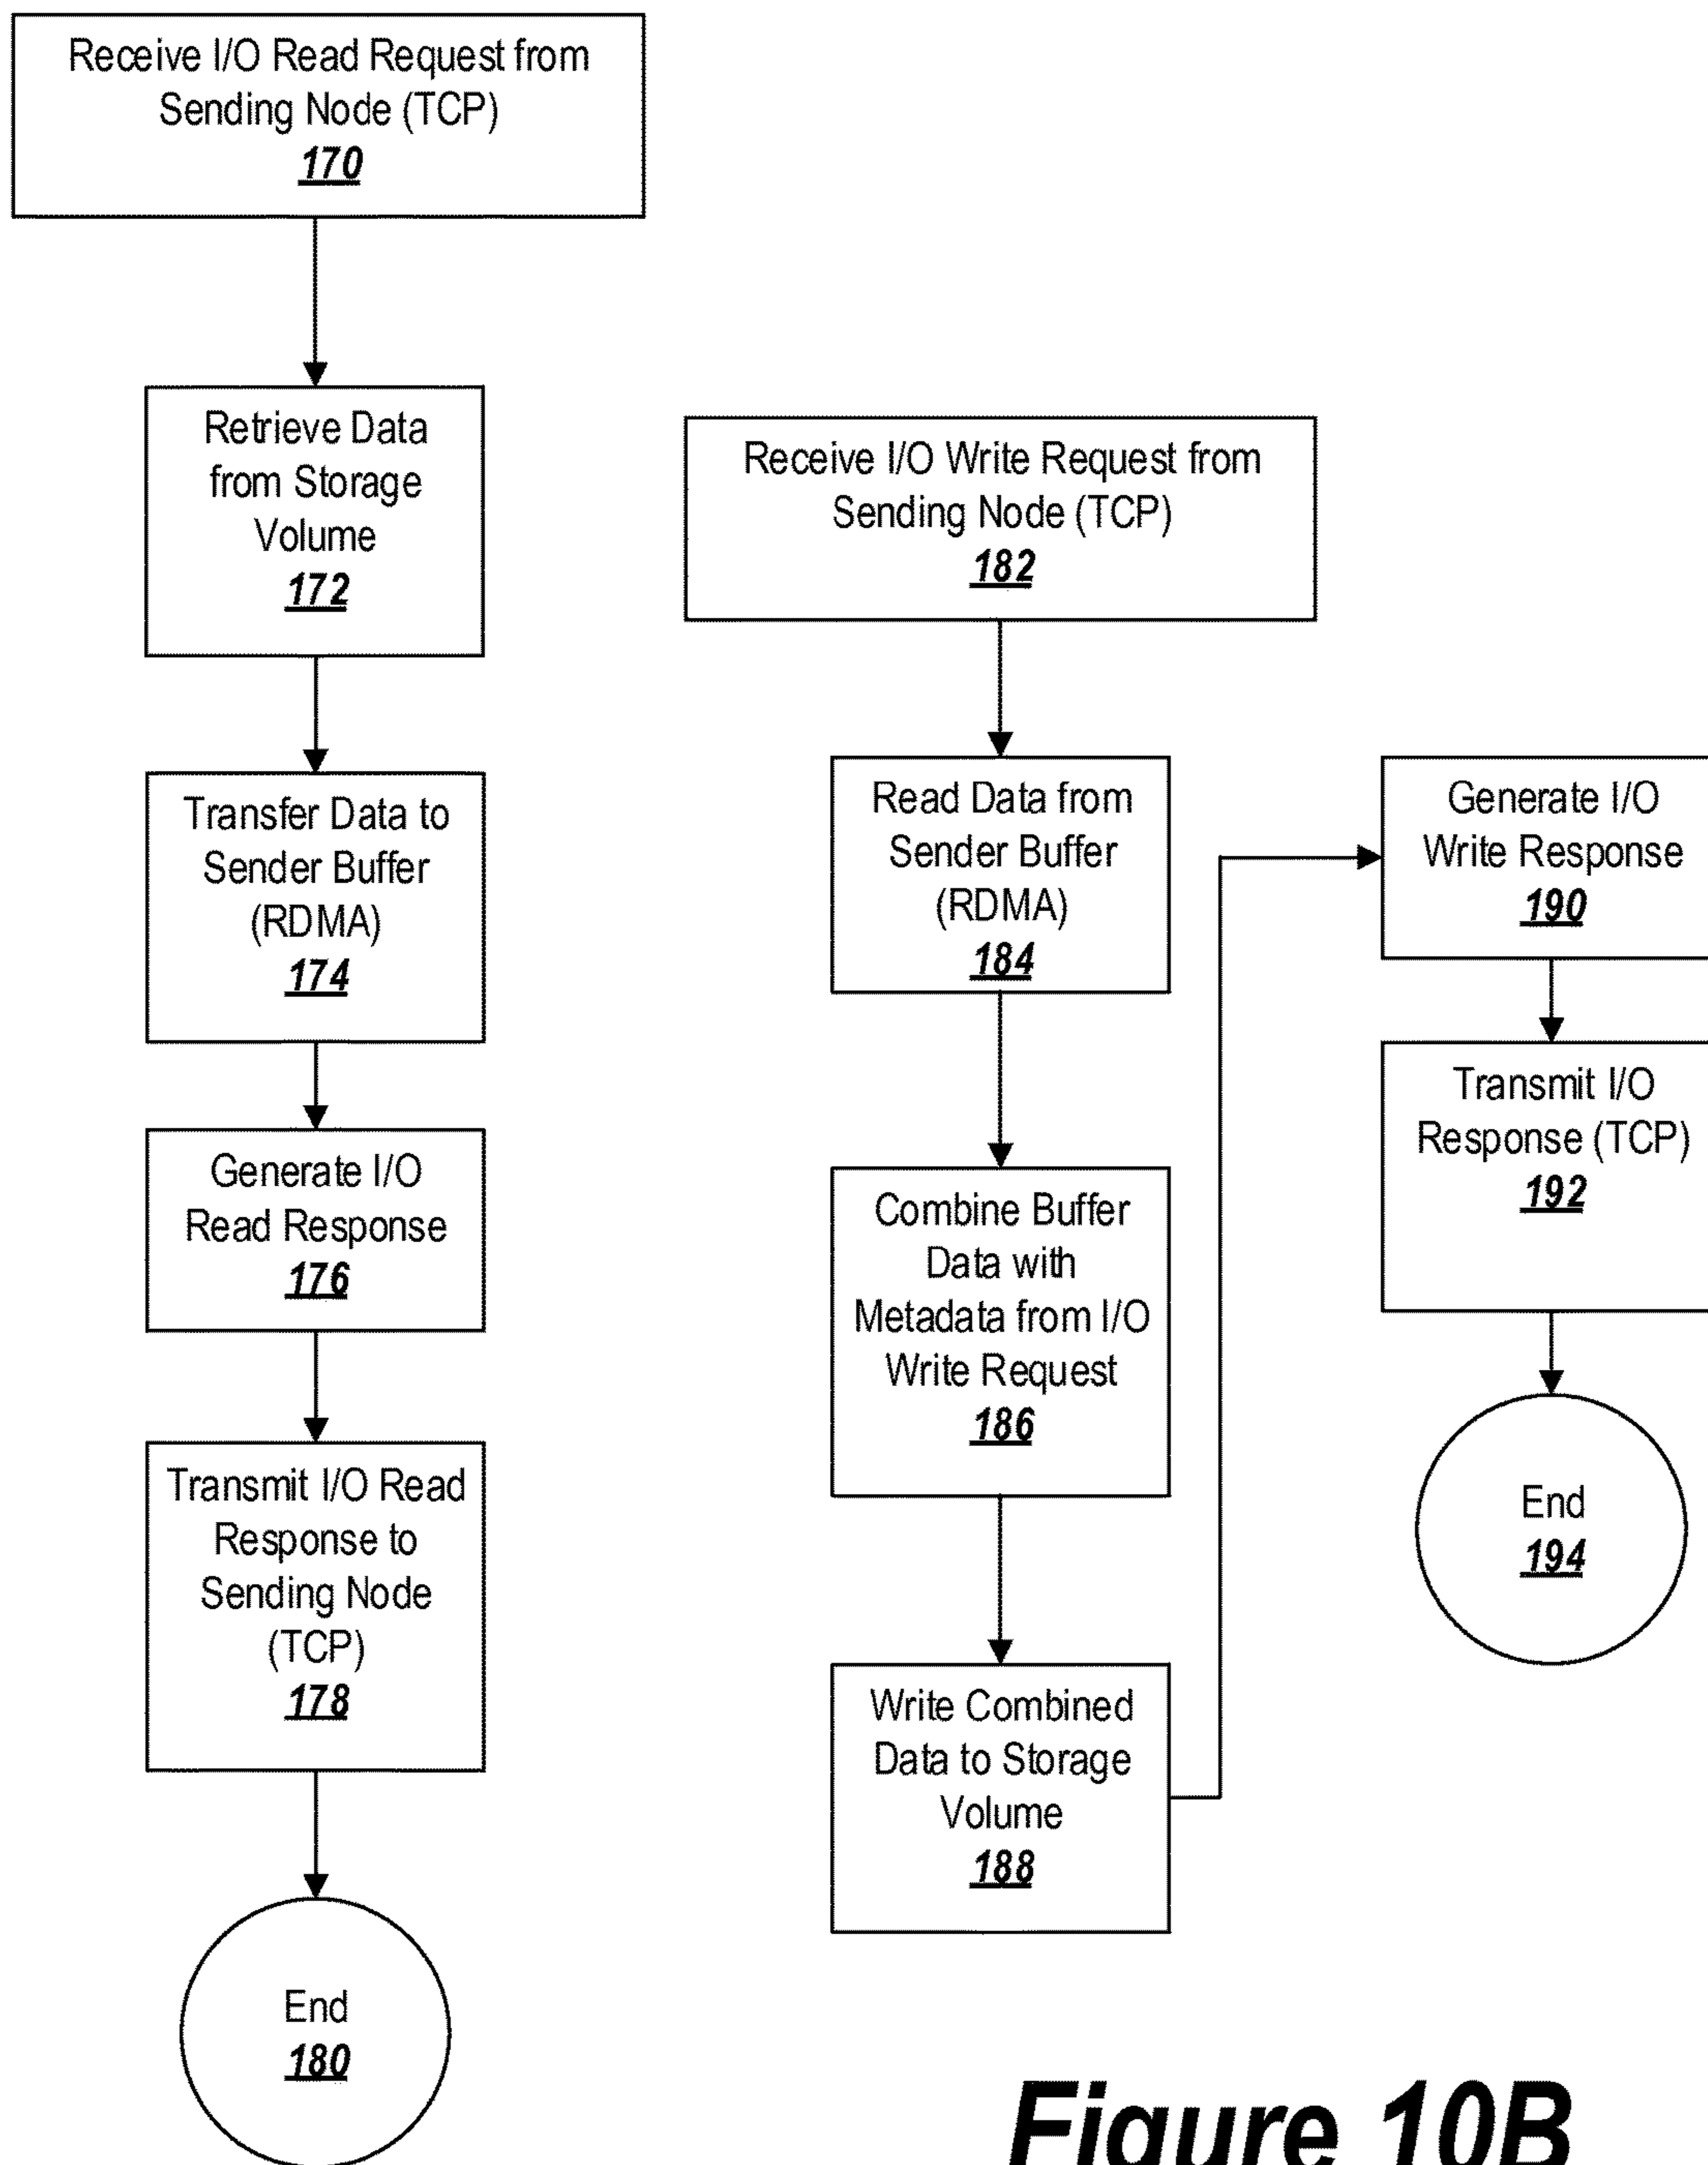 Receive I/O Read Request from
Sending Node (TCP)
170
Retrieve Data
from Storage
Volume
172
Transfer Data to
Sender Buffer
(RDMA)
174
Generate I/O
Read Response
176
Transmit I/O Read
Response to
Sending Node
(TCP)
178
End
180
Receive I/O Write Request from
Sending Node (TCP)
182
Read Data from
Sender Buffer
(RDMA)
184
Combine Buffer
Data with
Metadata from I/O
Write Request
186
Write Combined
Data to Storage
Volume
188
Generate I/O
Write Response
190
Transmit I/O
Response (TCP)
192
End
194
Figure 10B